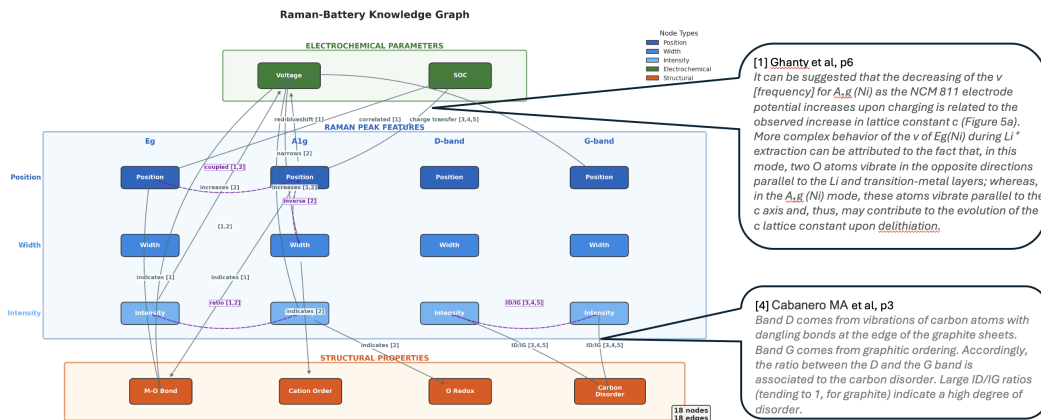 Raman-Battery Knowledge Graph
Node Types
Position
Width
Intensity
Electrochemical
Structural
ELECTROCHEMICAL PARAMETERS
Voltage
SOC
red/blueshift [1]
correlated [1]
charge transfer [3,4,5]
RAMAN PEAK FEATURES
Eg
A1g
D-band
G-band
narrows [2]
coupled [1,2]
Position
Position
Position
Position
Position
increases [2]
increases [1,2]
inverse [2]
[1,2]
Width
Width
Width
Width
Width
indicates [1]
indicates [1]
ratio [1,2]
ID/IG [3,4,5]
Intensity
Intensity
indicates [2]
Intensity
Intensity
indicates [2]
ID/IG [3,4,5]
ID/IG [3,4,5]
STRUCTURAL PROPERTIES
M-O Bond
Cation Order
O Redox
Carbon
Disorder
18 nodes
18 edges
[1] Ghanty et al, p6
It can be suggested that the decreasing of the v
[frequency] for A₁g (Ni) as the NCM 811 electrode
potential increases upon charging is related to the
observed increase in lattice constant c (Figure 5a).
More complex behavior of the v of Eg(Ni) during Li⁺
extraction can be attributed to the fact that, in this
mode, two O atoms vibrate in the opposite directions
parallel to the Li and transition-metal layers; whereas,
in the A₁g (Ni) mode, these atoms vibrate parallel to the
c axis and, thus, may contribute to the evolution of the
c lattice constant upon delithiation.
[4] Cabanero MA et al, p3
Band D comes from vibrations of carbon atoms with
dangling bonds at the edge of the graphite sheets.
Band G comes from graphitic ordering. Accordingly,
the ratio between the D and the G band is
associated to the carbon disorder. Large ID/IG ratios
(tending to 1, for graphite) indicate a high degree of
disorder.